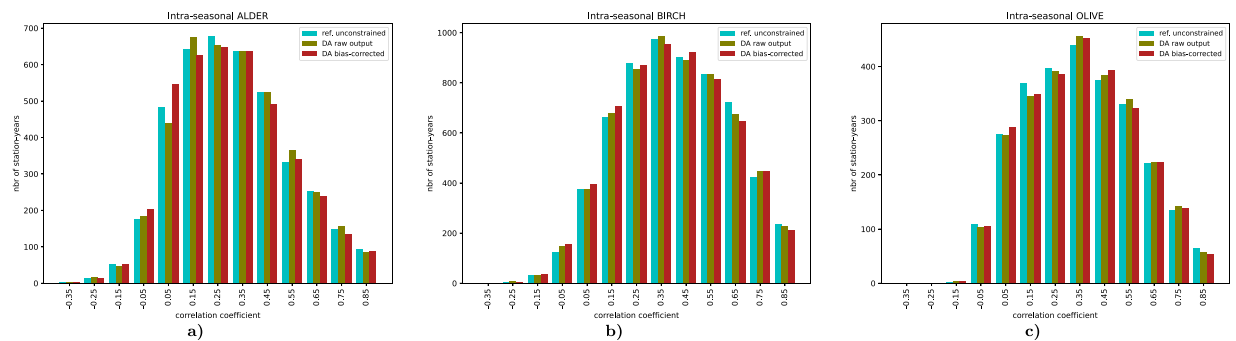 Intra-seasonal ALDER
ref. unconstrained
DA raw output
DA bias-corrected
nbr of station-years
700
600
500
400
300
200
100
0
-0.35 -0.25 -0.15 -0.05 0.05 0.15 0.25 0.35 0.45 0.55 0.65 0.75 0.85
correlation coefficient
a)
Intra-seasonal BIRCH
ref. unconstrained
DA raw output
DA bias-corrected
nbr of station-years
1000
800
600
400
200
0
-0.35 -0.25 -0.15 -0.05 0.05 0.15 0.25 0.35 0.45 0.55 0.65 0.75 0.85
correlation coefficient
b)
Intra-seasonal OLIVE
ref. unconstrained
DA raw output
DA bias-corrected
nbr of station-years
400
300
200
100
0
-0.35 -0.25 -0.15 -0.05 0.05 0.15 0.25 0.35 0.45 0.55 0.65 0.75 0.85
correlation coefficient
c)